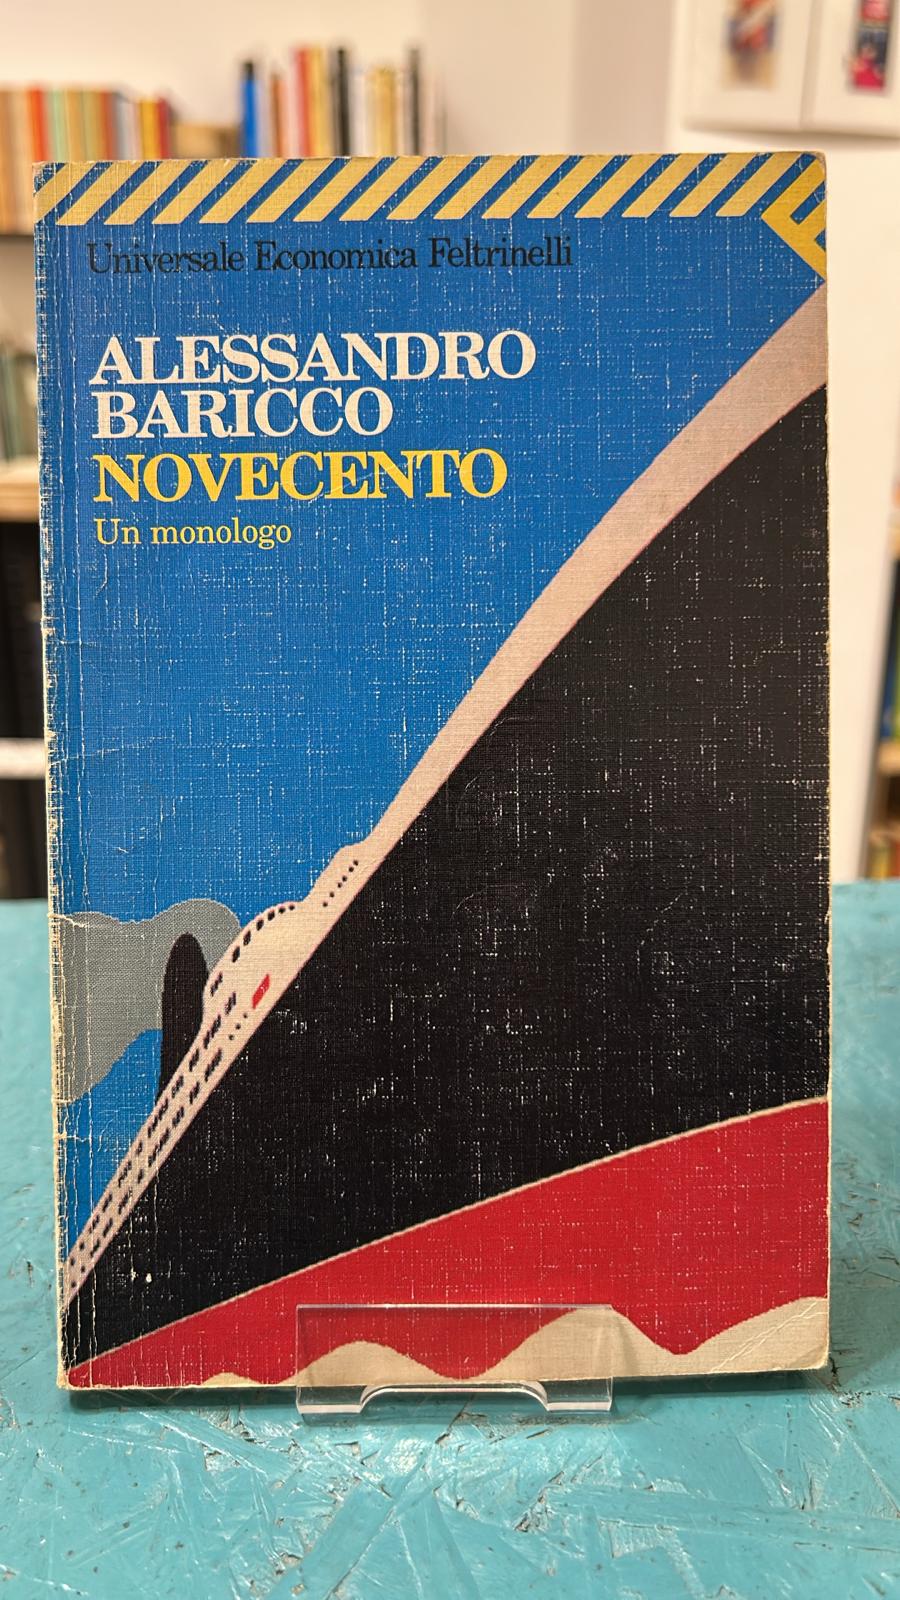 Universale Economica Feltrinelli
ALESSANDRO
BARICCO
NOVECENTO
Un monologo